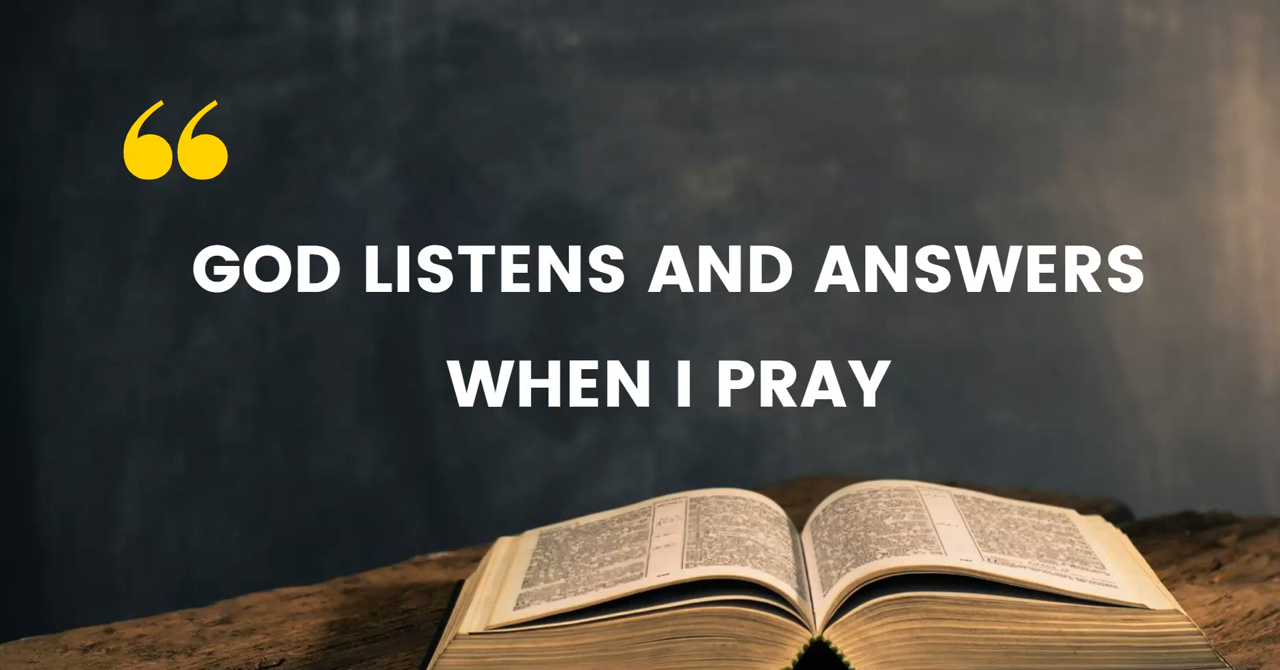 “
GOD LISTENS AND ANSWERS
WHEN I PRAY